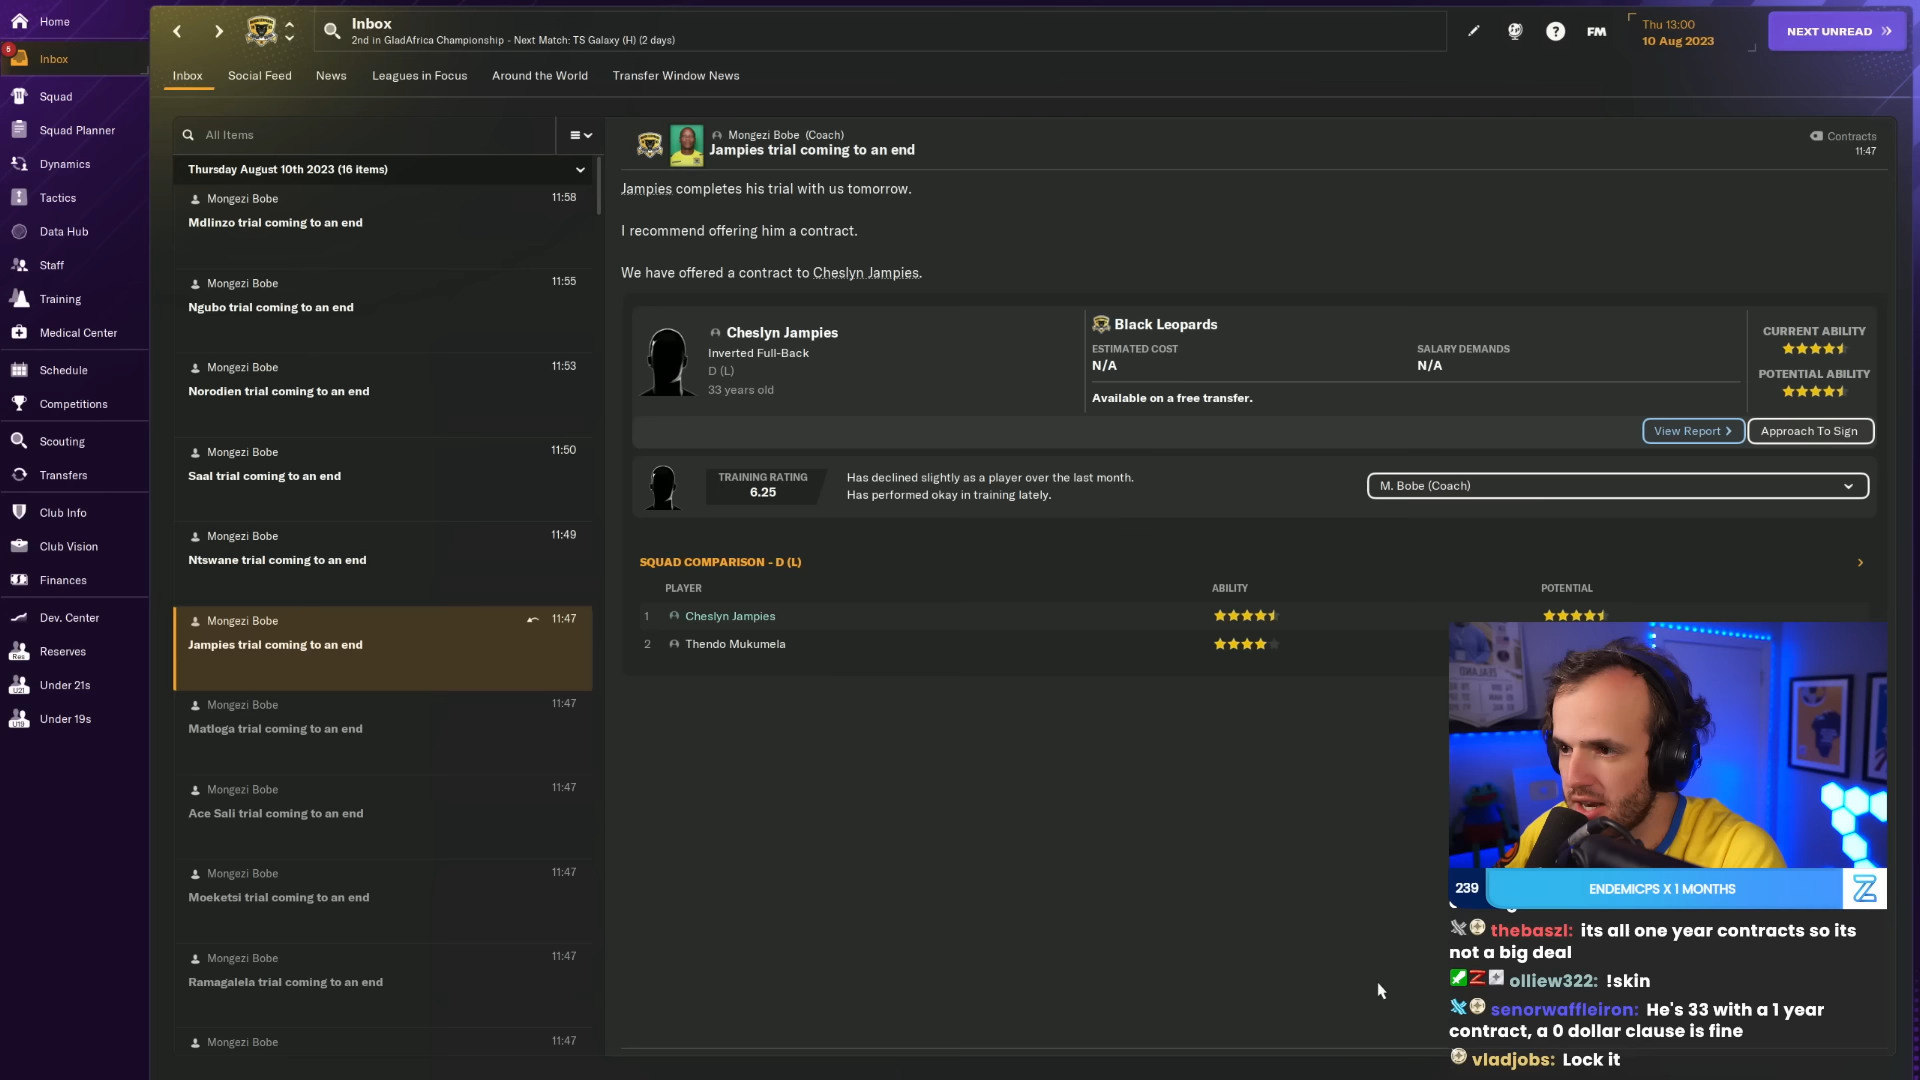 Home
5
Inbox
Squad
Squad Planner
Dynamics
Tactics
Data Hub
Staff
Training
Medical Center
Schedule
Competitions
Scouting
Transfers
Club Info
Club Vision
Finances
Dev. Center
Reserves
Under 21s
Under 19s
Inbox
2nd in GladAfrica Championship - Next Match: TS Galaxy (H) (2 days)
FM
Thu 13:00
10 Aug 2023
NEXT UNREAD
Inbox
Social Feed
News
Leagues in Focus
Around the World
Transfer Window News
All Items
Thursday August 10th 2023 (16 items)
Mongezi Bobe 11:58
Mdlinzo trial coming to an end
Mongezi Bobe 11:55
Ngubo trial coming to an end
Mongezi Bobe 11:53
Norodien trial coming to an end
Mongezi Bobe 11:50
Saal trial coming to an end
Mongezi Bobe 11:49
Ntswane trial coming to an end
Mongezi Bobe 11:47
Jampies trial coming to an end
Mongezi Bobe 11:47
Matloga trial coming to an end
Mongezi Bobe 11:47
Ace Sali trial coming to an end
Mongezi Bobe 11:47
Moeketsi trial coming to an end
Mongezi Bobe 11:47
Ramagalela trial coming to an end
Mongezi Bobe 11:47
Mongezi Bobe (Coach)
Jampies trial coming to an end
Contracts
11:47
Jampies completes his trial with us tomorrow.
I recommend offering him a contract.
We have offered a contract to Cheslyn Jampies.
Cheslyn Jampies
Inverted Full-Back
D (L)
33 years old
Black Leopards
ESTIMATED COST SALARY DEMANDS
N/A N/A
Available on a free transfer.
CURRENT ABILITY
POTENTIAL ABILITY
View Report
Approach To Sign
TRAINING RATING
6.25
Has declined slightly as a player over the last month.
Has performed okay in training lately.
M. Bobe (Coach)
SQUAD COMPARISON - D (L)
PLAYER ABILITY POTENTIAL
1 Cheslyn Jampies
2 Thendo Mukumela
239 ENDEMICPS X 1 MONTHS
thebaszl: its all one year contracts so its
not a big deal
olliew322: !skin
senorwaffleiron: He's 33 with a 1 year
contract, a 0 dollar clause is fine
vladjobs: Lock it